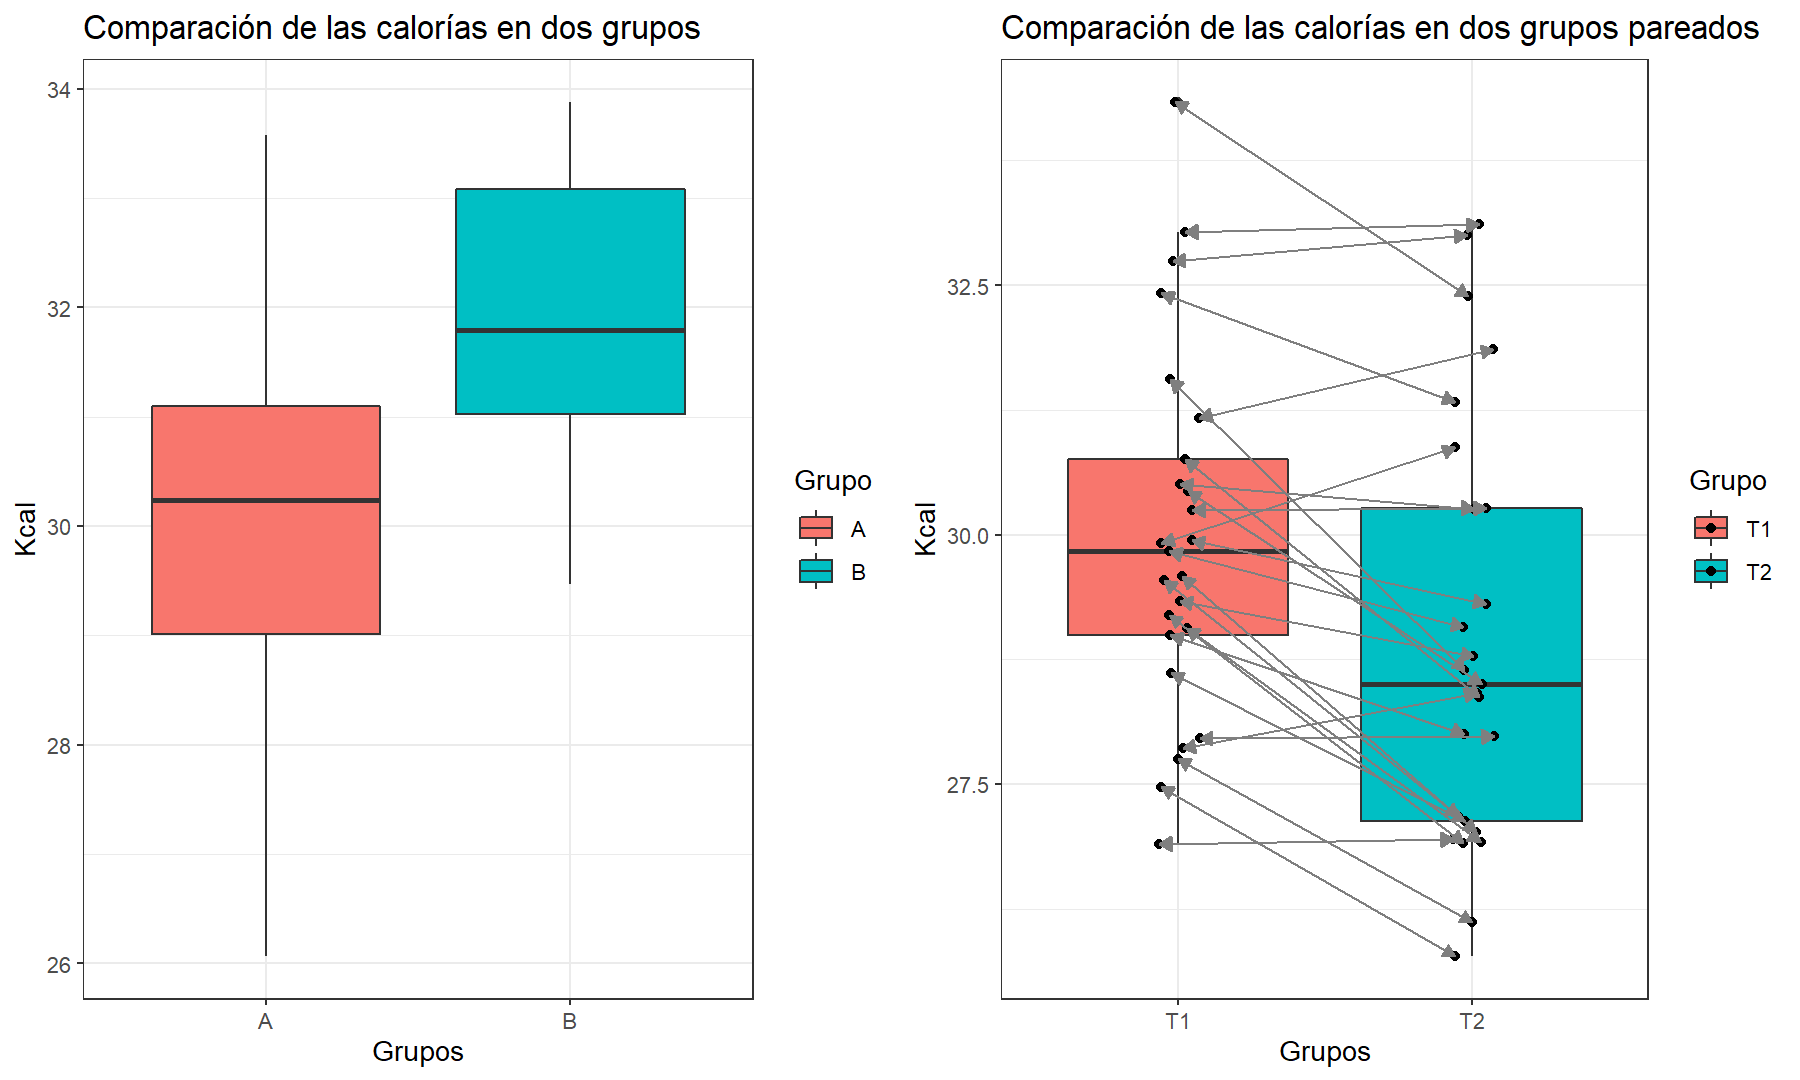 Comparación de las calorías en dos grupos
34
32
30
28
26
Kcal
A
B
Grupos
Grupo
A
B
Comparación de las calorías en dos grupos pareados
32.5
30.0
27.5
Kcal
T1
T2
Grupos
Grupo
T1
T2